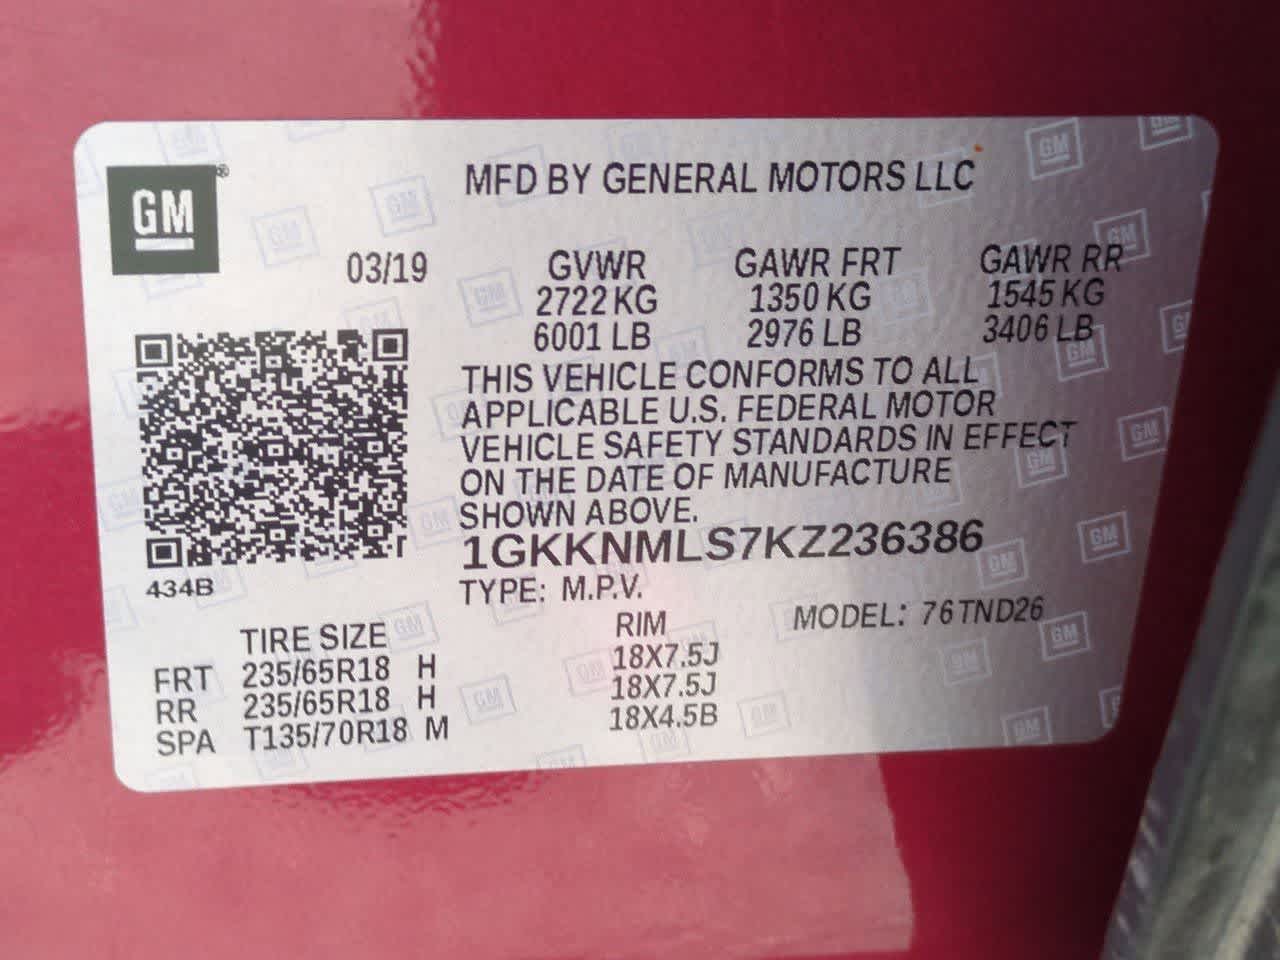 GM®
MFD BY GENERAL MOTORS LLC
03/19 GVWR GAWR FRT GAWR RR
2722 KG 1350 KG 1545 KG
6001 LB 2976 LB 3406 LB
THIS VEHICLE CONFORMS TO ALL
APPLICABLE U.S. FEDERAL MOTOR
VEHICLE SAFETY STANDARDS IN EFFECT
ON THE DATE OF MANUFACTURE
SHOWN ABOVE.
1GKKNMLS7KZ236386
434B
TYPE: M.P.V.
MODEL: 76TND26
TIRE SIZE RIM
FRT 235/65R18 H 18X7.5J
RR 235/65R18 H 18X7.5J
SPA T135/70R18 M 18X4.5B